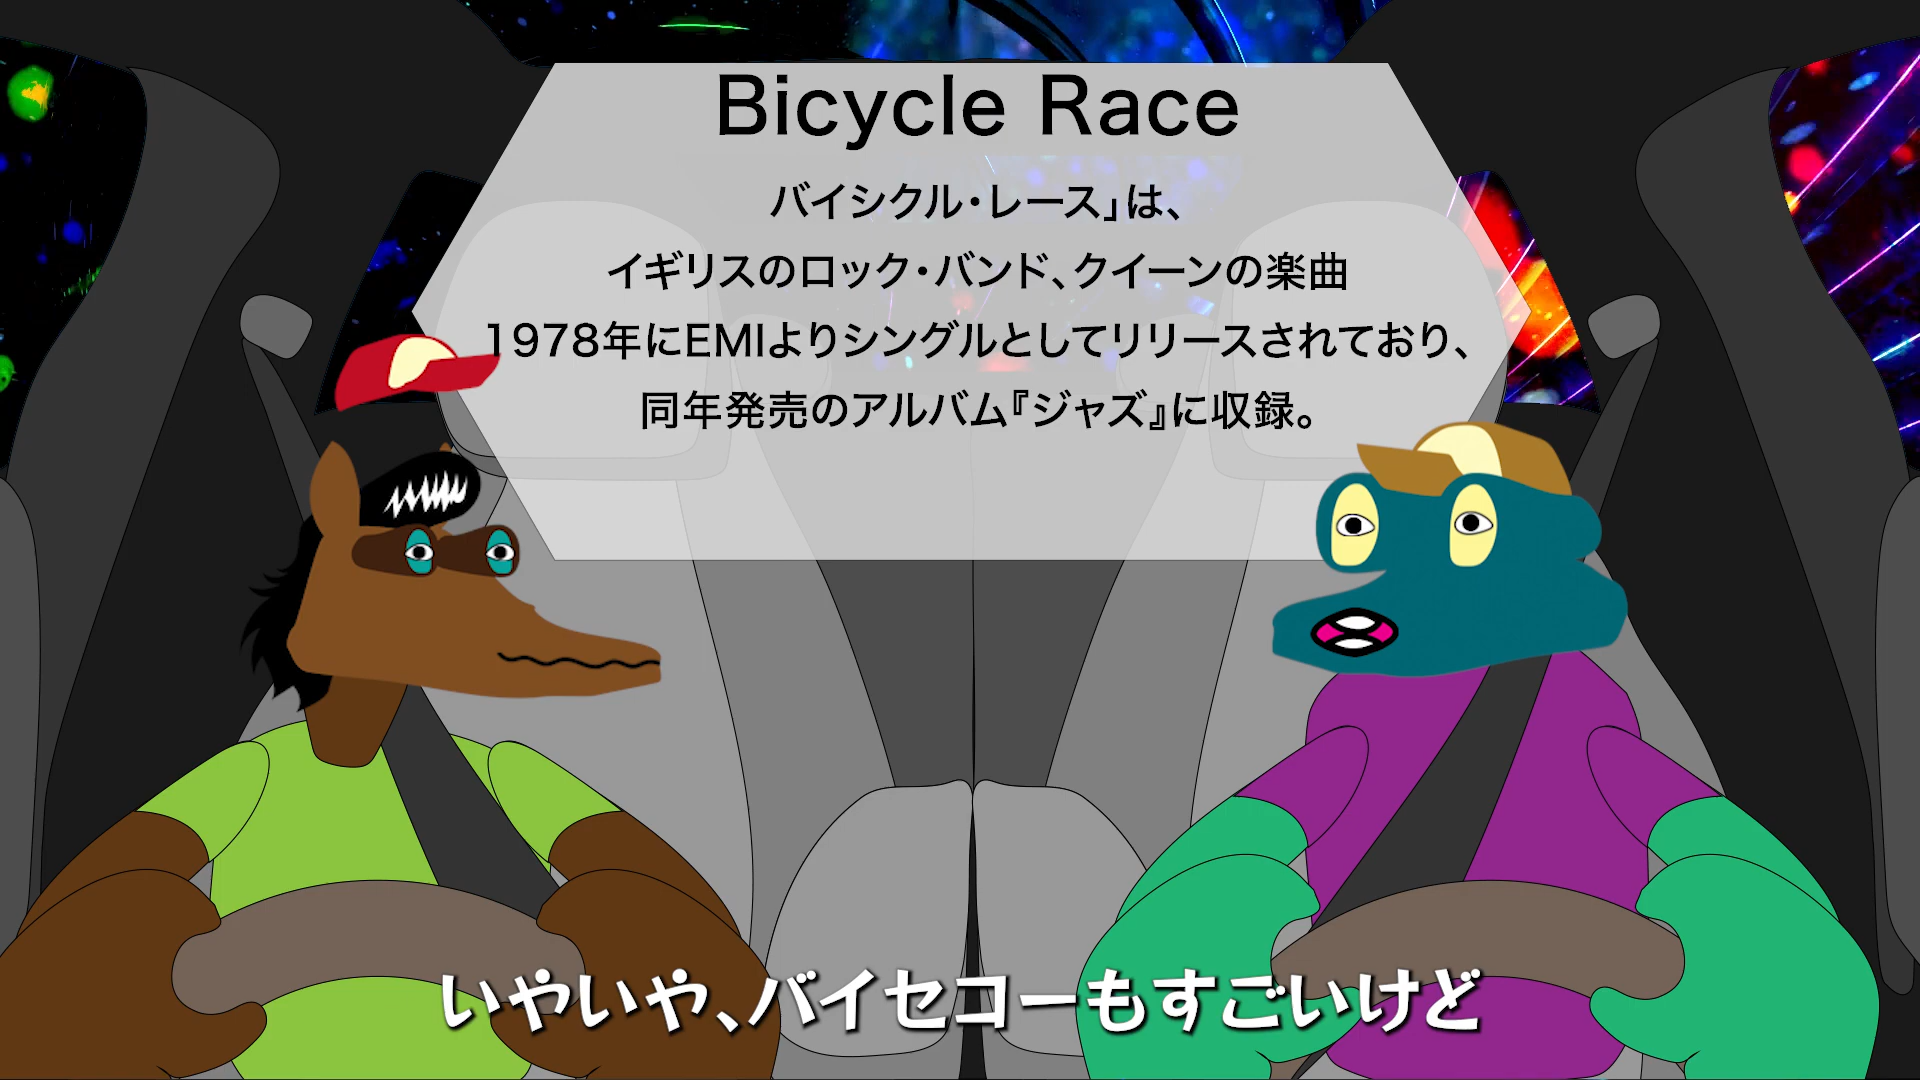 Bicycle Race
バイシクル・レース」は、
イギリスのロック・バンド、クイーンの楽曲
1978年にEMIよりシングルとしてリリースされており、
同年発売のアルバム『ジャズ』に収録。
いやいや、バイセコーもすごいけど